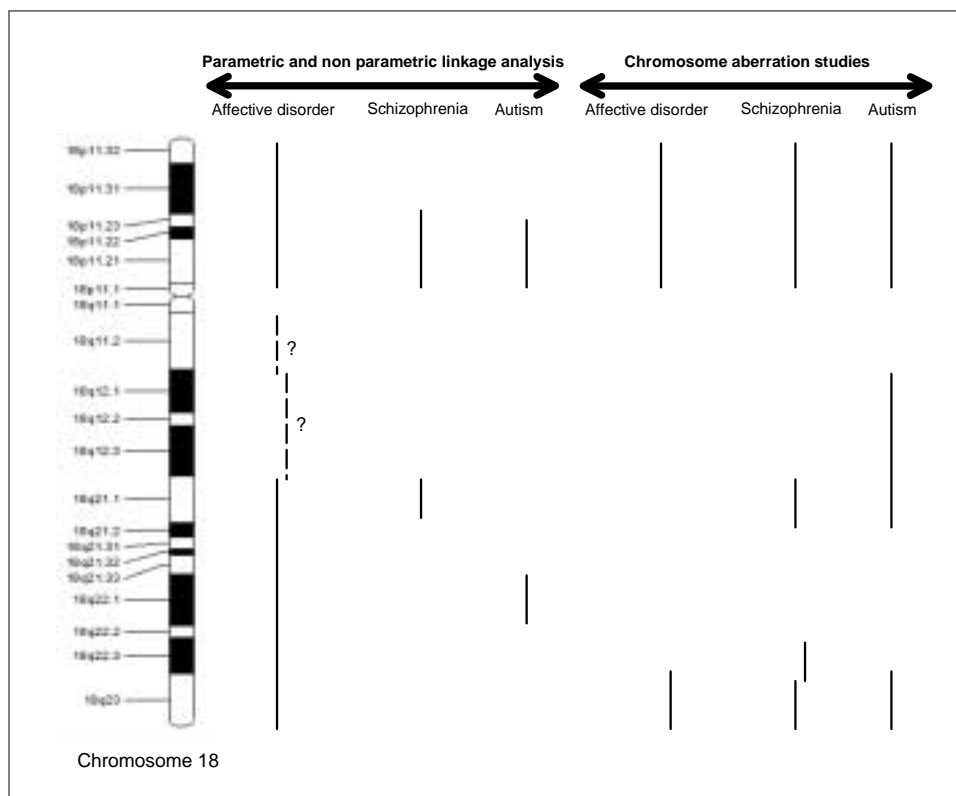 Parametric and non parametric linkage analysis
Chromosome aberration studies
Affective disorder
Schizophrenia
Autism
Affective disorder
Schizophrenia
Autism
18p11.32
18p11.31
18p11.23
18p11.22
18p11.21
18p11.1
18q11.1
18q11.2
?
18q12.1
18q12.2
?
18q12.3
18q21.1
18q21.2
18q21.31
18q21.32
18q21.33
18q22.1
18q22.2
18q22.3
18q23
Chromosome 18